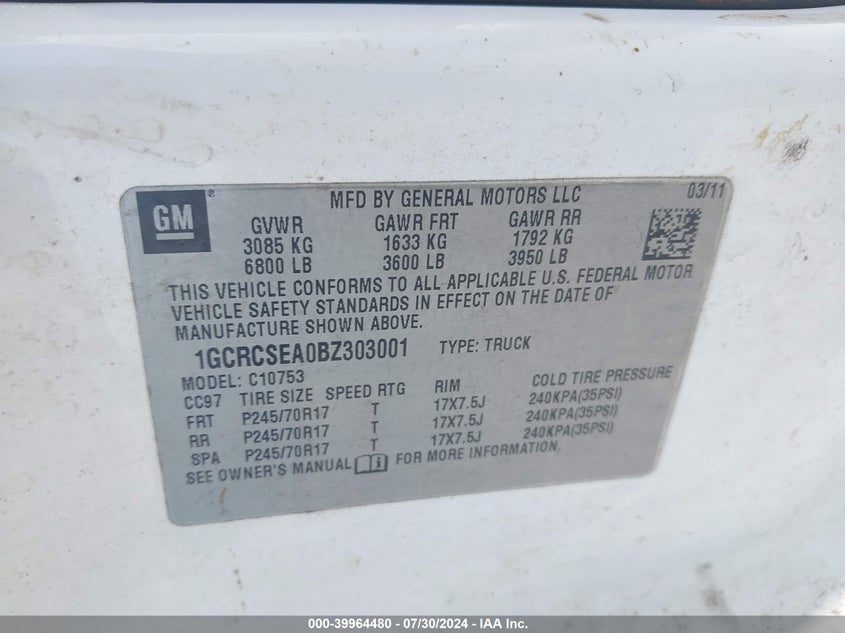 GM ®
MFD BY GENERAL MOTORS LLC 03/11
GVWR GAWR FRT GAWR RR
3085 KG 1633 KG 1792 KG
6800 LB 3600 LB 3950 LB
THIS VEHICLE CONFORMS TO ALL APPLICABLE U.S. FEDERAL MOTOR
VEHICLE SAFETY STANDARDS IN EFFECT ON THE DATE OF
MANUFACTURE SHOWN ABOVE.
1GCRCSEA0BZ303001 TYPE: TRUCK
MODEL: C10753
CC97 TIRE SIZE SPEED RTG RIM COLD TIRE PRESSURE
FRT P245/70R17 T 17X7.5J 240KPA(35PSI)
RR P245/70R17 T 17X7.5J 240KPA(35PSI)
SPA P245/70R17 T 17X7.5J 240KPA(35PSI)
SEE OWNER'S MANUAL i FOR MORE INFORMATION.
000-39964480 - 07/30/2024 - IAA Inc.